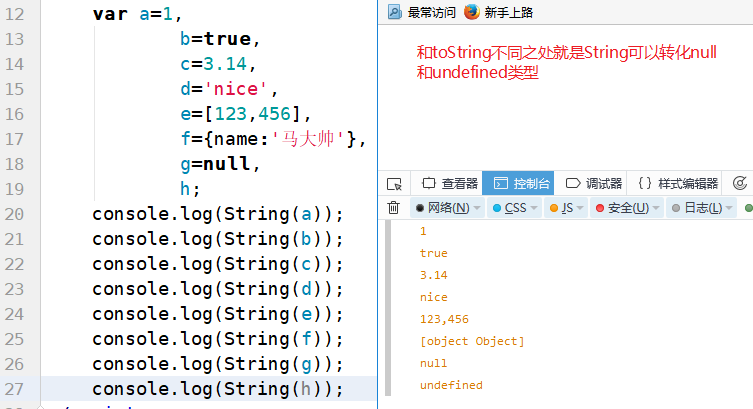 12 var a=1,
13 b=true,
14 c=3.14,
15 d='nice',
16 e=[123,456],
17 f={name:'马大帅'},
18 g=null,
19 h;
20 console.log(String(a));
21 console.log(String(b));
22 console.log(String(c));
23 console.log(String(d));
24 console.log(String(e));
25 console.log(String(f));
26 console.log(String(g));
27 console.log(String(h));
最常访问 新手上路
和toString不同之处就是String可以转化null
和undefined类型
查看器 控制台 调试器 { } 样式编辑器
网络(N) CSS JS 安全(U) 日志(L)
1
true
3.14
nice
123,456
[object Object]
null
undefined